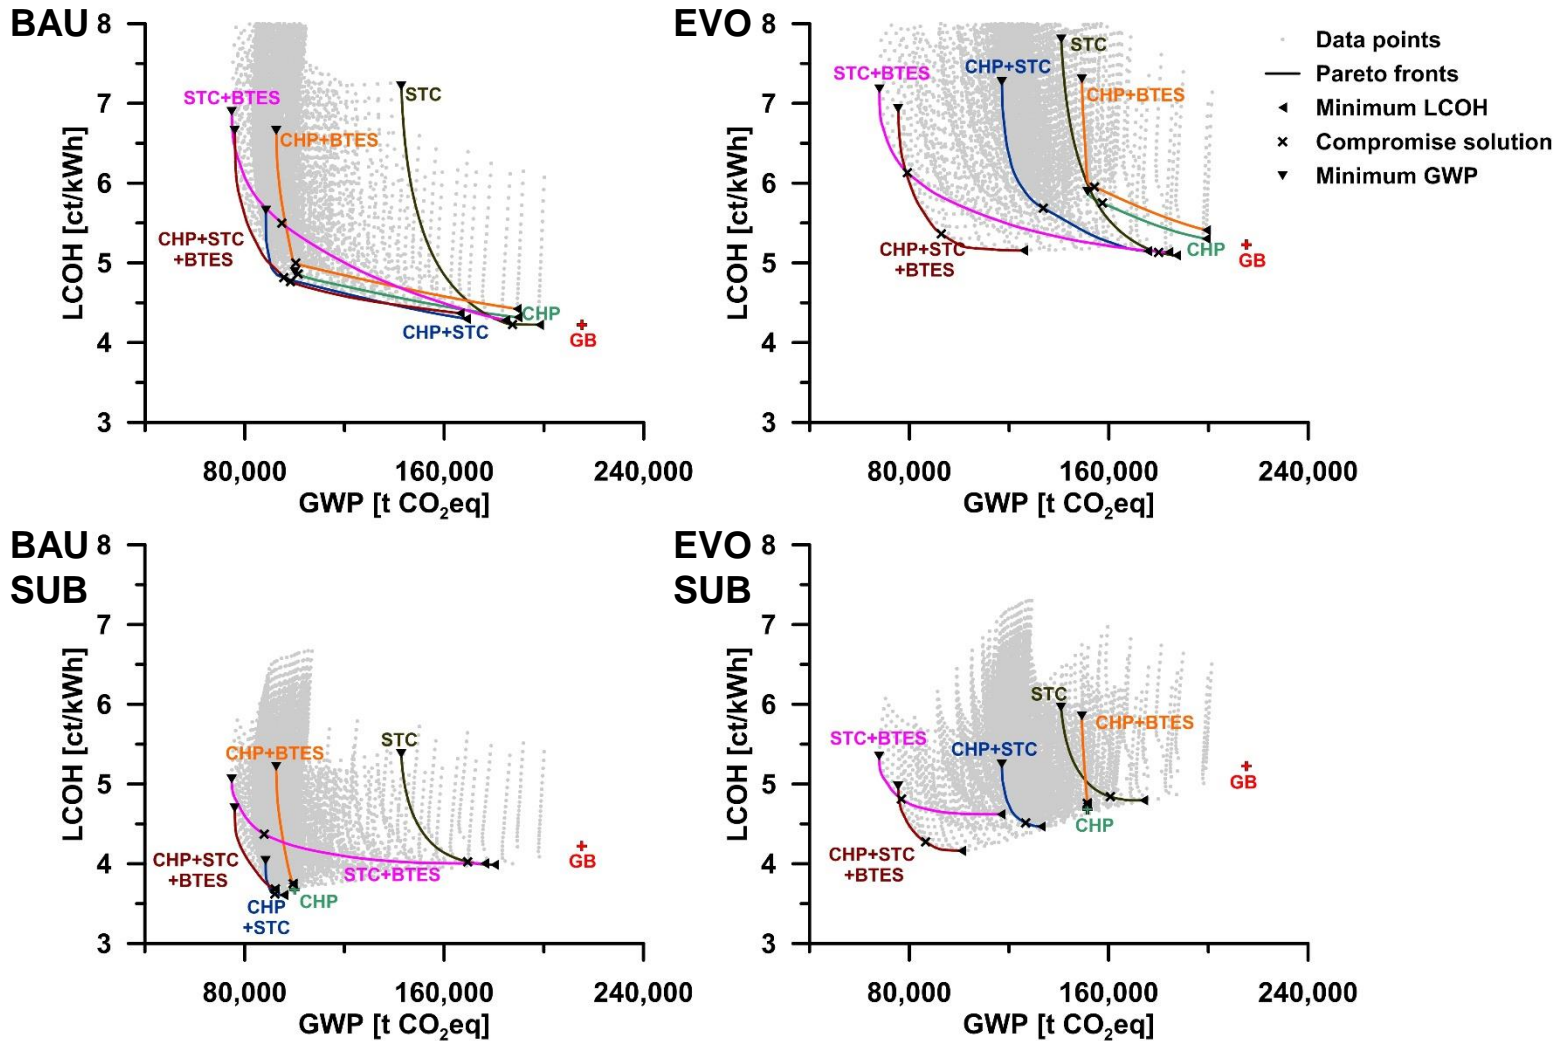 BAU
8
7
6
5
4
3
LCOH [ct/kWh]
STC+BTES
CHP+BTES
STC
CHP+STC
+BTES
CHP
CHP+STC
GB
80,000 160,000 240,000
GWP [t CO2eq]
EVO
8
7
6
5
4
3
LCOH [ct/kWh]
STC
CHP+STC
STC+BTES
CHP+BTES
CHP+STC
+BTES
CHP
GB
80,000 160,000 240,000
GWP [t CO2eq]
Data points
Pareto fronts
Minimum LCOH
Compromise solution
Minimum GWP
BAU
SUB
8
7
6
5
4
3
LCOH [ct/kWh]
STC
CHP+BTES
CHP+STC
+BTES
STC+BTES
CHP
CHP
+STC
GB
80,000 160,000 240,000
GWP [t CO2eq]
EVO
SUB
8
7
6
5
4
3
LCOH [ct/kWh]
STC
CHP+BTES
STC+BTES
CHP+STC
CHP
CHP+STC
+BTES
GB
80,000 160,000 240,000
GWP [t CO2eq]